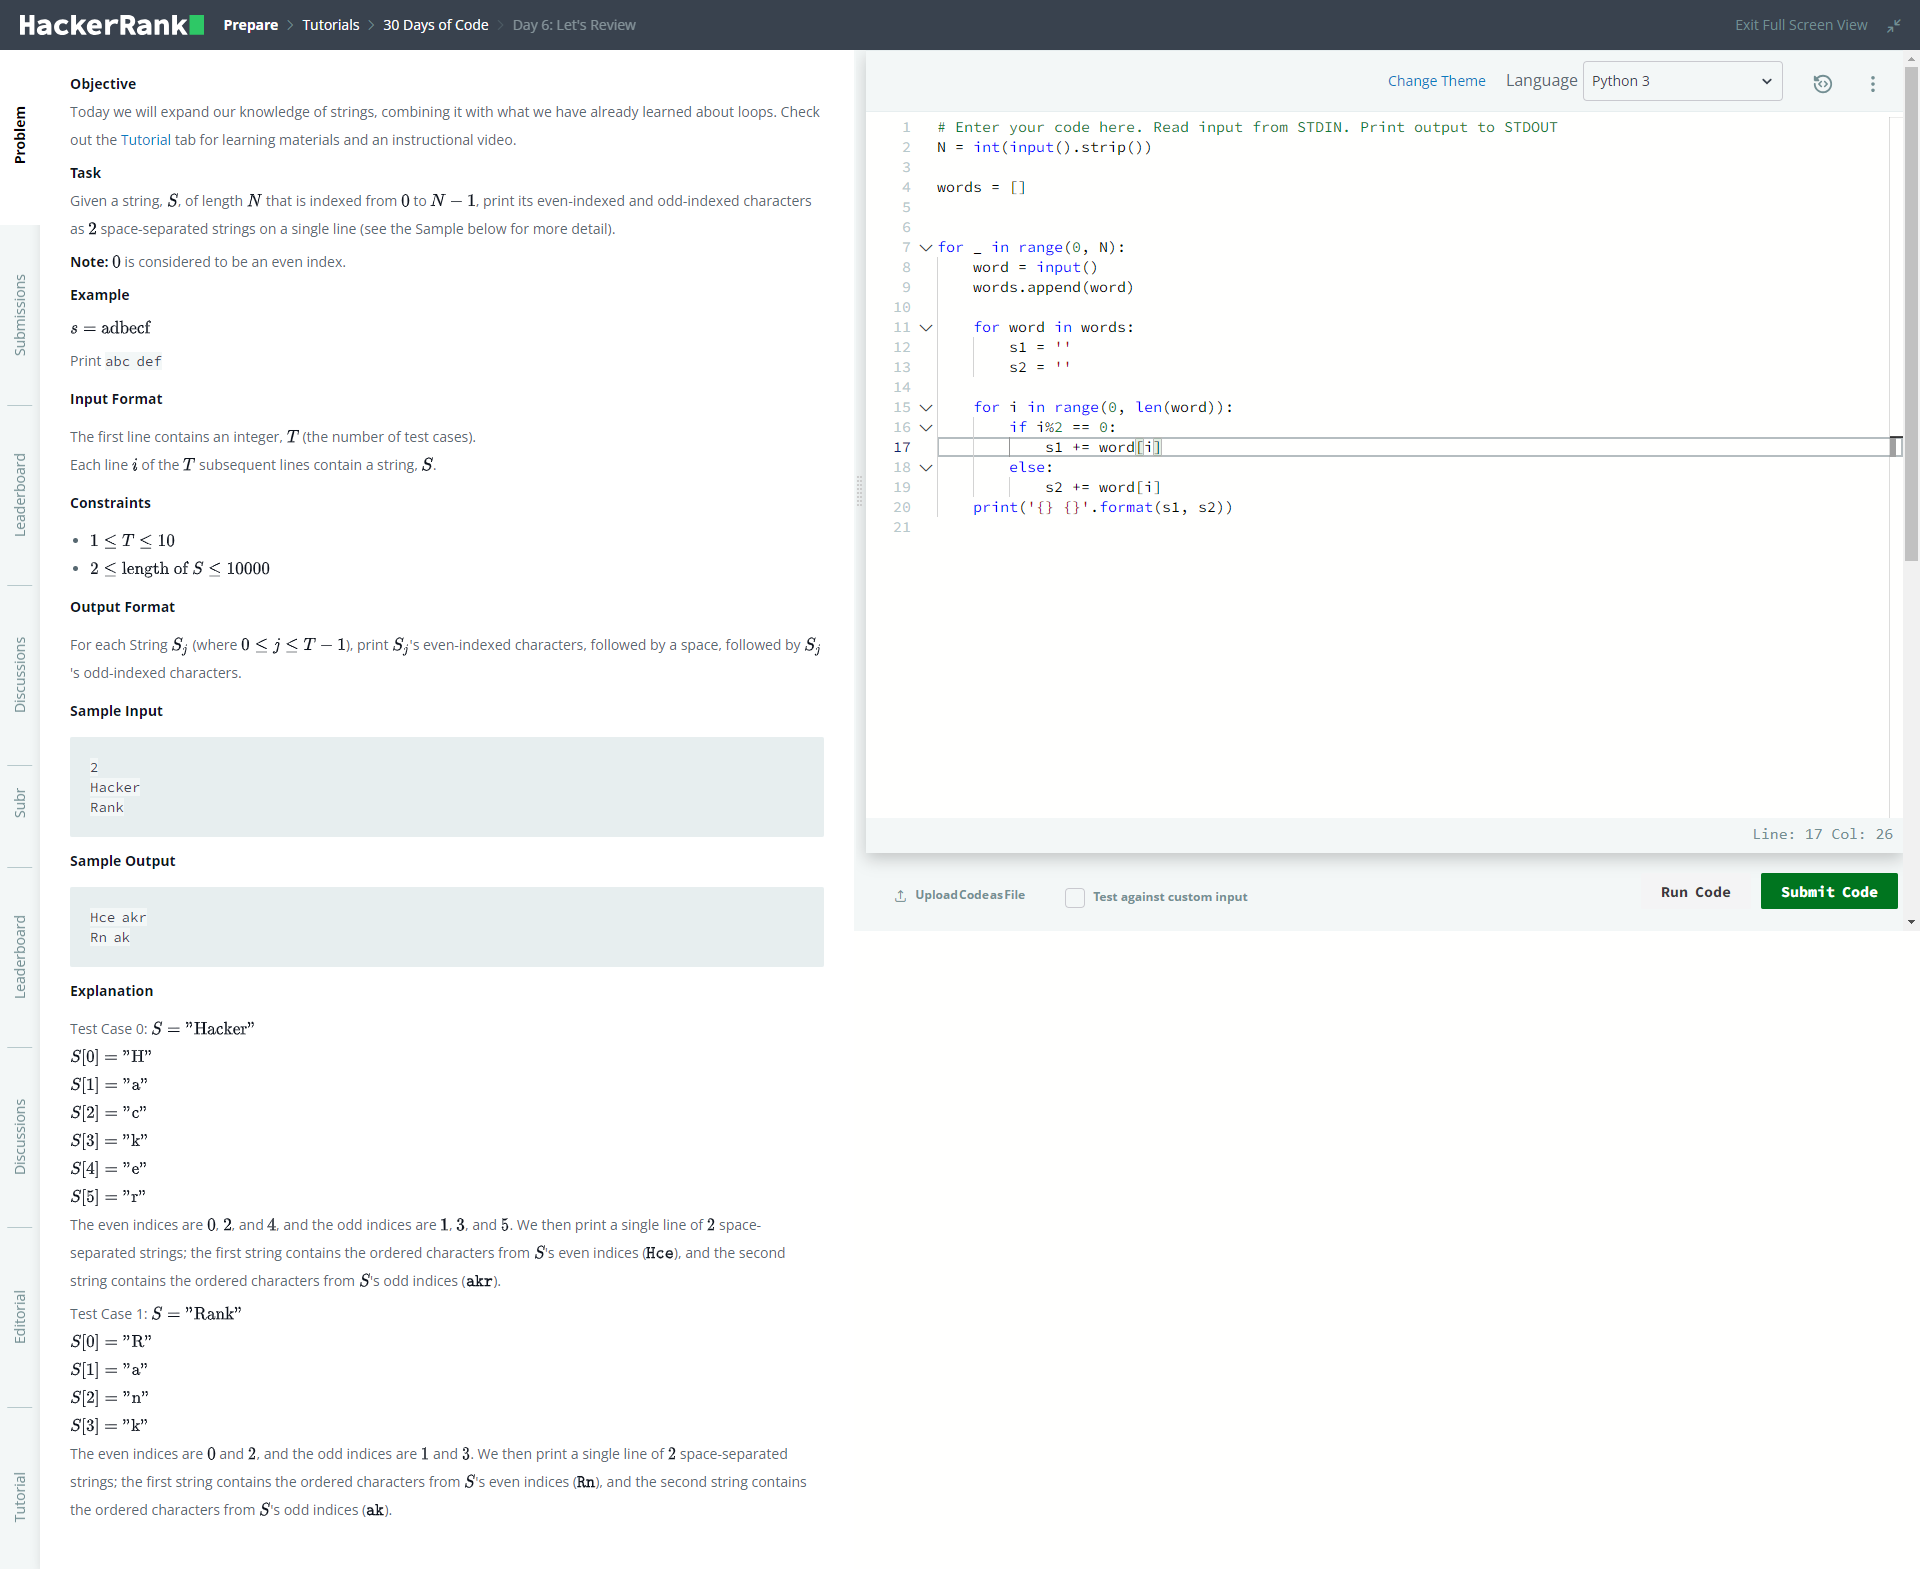 HackerRank Prepare > Tutorials > 30 Days of Code > Day 6: Let's Review Exit Full Screen View
Problem
Submissions
Leaderboard
Discussions
Subr
Leaderboard
Discussions
Editorial
Tutorial
Objective
Today we will expand our knowledge of strings, combining it with what we have already learned about loops. Check
out the Tutorial tab for learning materials and an instructional video.
Task
Given a string, S, of length N that is indexed from 0 to N − 1, print its even-indexed and odd-indexed characters
as 2 space-separated strings on a single line (see the Sample below for more detail).
Note: 0 is considered to be an even index.
Example
s = adbecf
Print abc def
Input Format
The first line contains an integer, T (the number of test cases).
Each line i of the T subsequent lines contain a string, S.
Constraints
• 1 ≤ T ≤ 10
• 2 ≤ length of S ≤ 10000
Output Format
For each String Sj (where 0 ≤ j ≤ T − 1), print Sj's even-indexed characters, followed by a space, followed by Sj
's odd-indexed characters.
Sample Input
2
Hacker
Rank
Sample Output
Hce akr
Rn ak
Explanation
Test Case 0: S = ”Hacker”
S[0] = ”H”
S[1] = ”a”
S[2] = ”c”
S[3] = ”k”
S[4] = ”e”
S[5] = ”r”
The even indices are 0, 2, and 4, and the odd indices are 1, 3, and 5. We then print a single line of 2 space-
separated strings; the first string contains the ordered characters from S's even indices (Hce), and the second
string contains the ordered characters from S's odd indices (akr).
Test Case 1: S = ”Rank”
S[0] = ”R”
S[1] = ”a”
S[2] = ”n”
S[3] = ”k”
The even indices are 0 and 2, and the odd indices are 1 and 3. We then print a single line of 2 space-separated
strings; the first string contains the ordered characters from S's even indices (Rn), and the second string contains
the ordered characters from S's odd indices (ak).
Change Theme Language Python 3
1 # Enter your code here. Read input from STDIN. Print output to STDOUT
2 N = int(input().strip())
3
4 words = []
5
6
7 for _ in range(0, N):
8     word = input()
9     words.append(word)
10
11     for word in words:
12         s1 = ''
13         s2 = ''
14
15     for i in range(0, len(word)):
16         if i%2 == 0:
17             s1 += word[i]
18         else:
19             s2 += word[i]
20     print('{} {}'.format(s1, s2))
21
Line: 17 Col: 26
Upload Code as File Test against custom input Run Code Submit Code